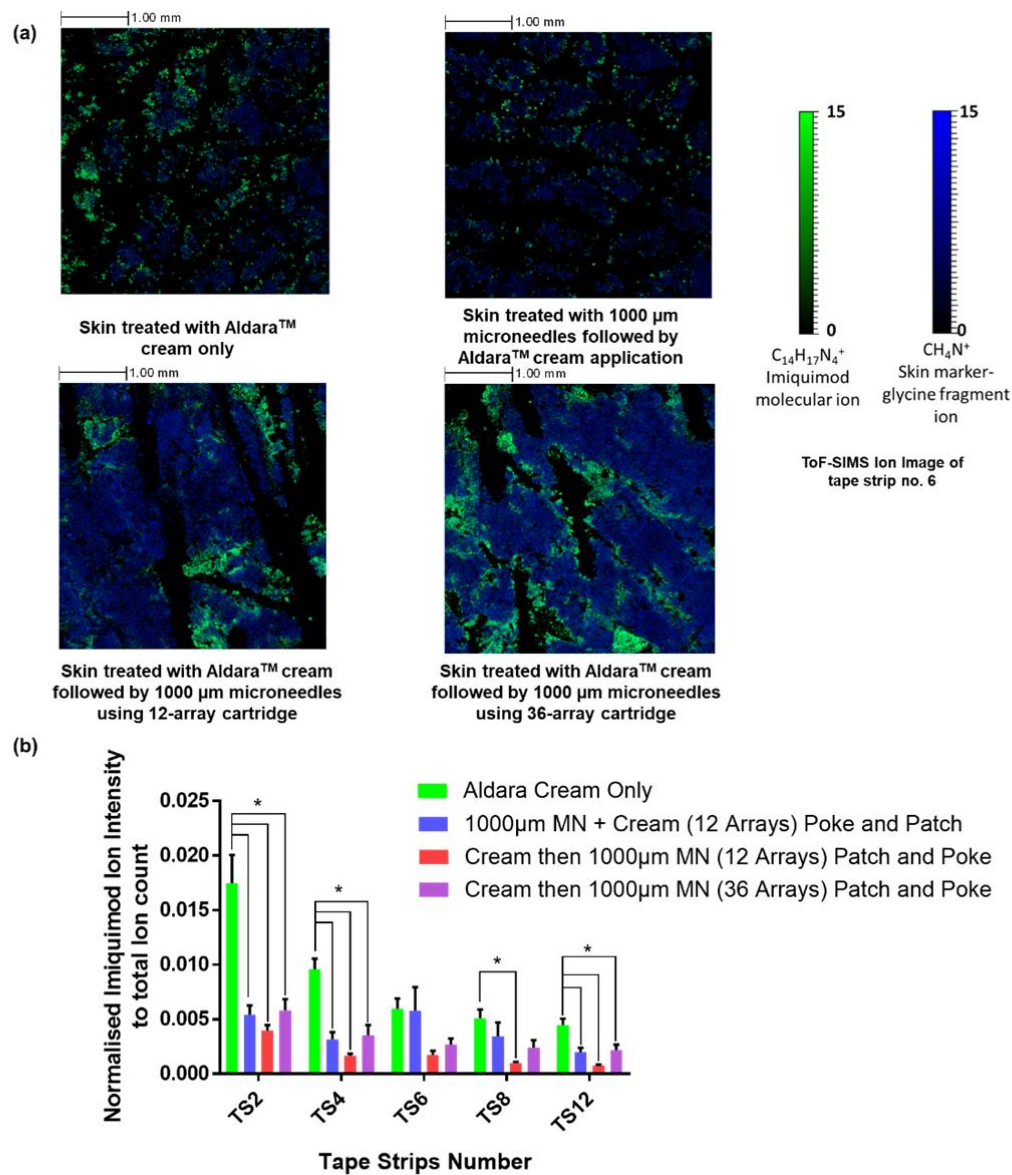 (a)
1.00 mm
1.00 mm
Skin treated with Aldara™
cream only
Skin treated with 1000 µm
microneedles followed by
Aldara™ cream application
15
0
C₁₄H₁₇N₄⁺
Imiquimod
molecular ion
15
0
CH₄N⁺
Skin marker-
glycine fragment
ion
ToF-SIMS Ion Image of
tape strip no. 6
1.00 mm
1.00 mm
Skin treated with Aldara™ cream
followed by 1000 µm microneedles
using 12-array cartridge
Skin treated with Aldara™ cream
followed by 1000 µm microneedles
using 36-array cartridge
(b)
Normalised Imiquimod Ion Intensity
to total Ion count
0.025
0.020
0.015
0.010
0.005
0.000
*
*
*
*
Aldara Cream Only
1000µm MN + Cream (12 Arrays) Poke and Patch
Cream then 1000µm MN (12 Arrays) Patch and Poke
Cream then 1000µm MN (36 Arrays) Patch and Poke
TS2
TS4
TS6
TS8
TS12
Tape Strips Number